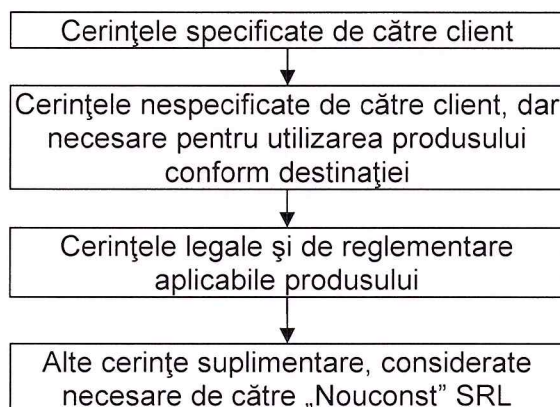 Cerinţele specificate de către client
Cerinţele nespecificate de către client, dar
necesare pentru utilizarea produsului
conform destinaţiei
Cerinţele legale şi de reglementare
aplicabile produsului
Alte cerinţe suplimentare, considerate
necesare de către „Nouconst” SRL